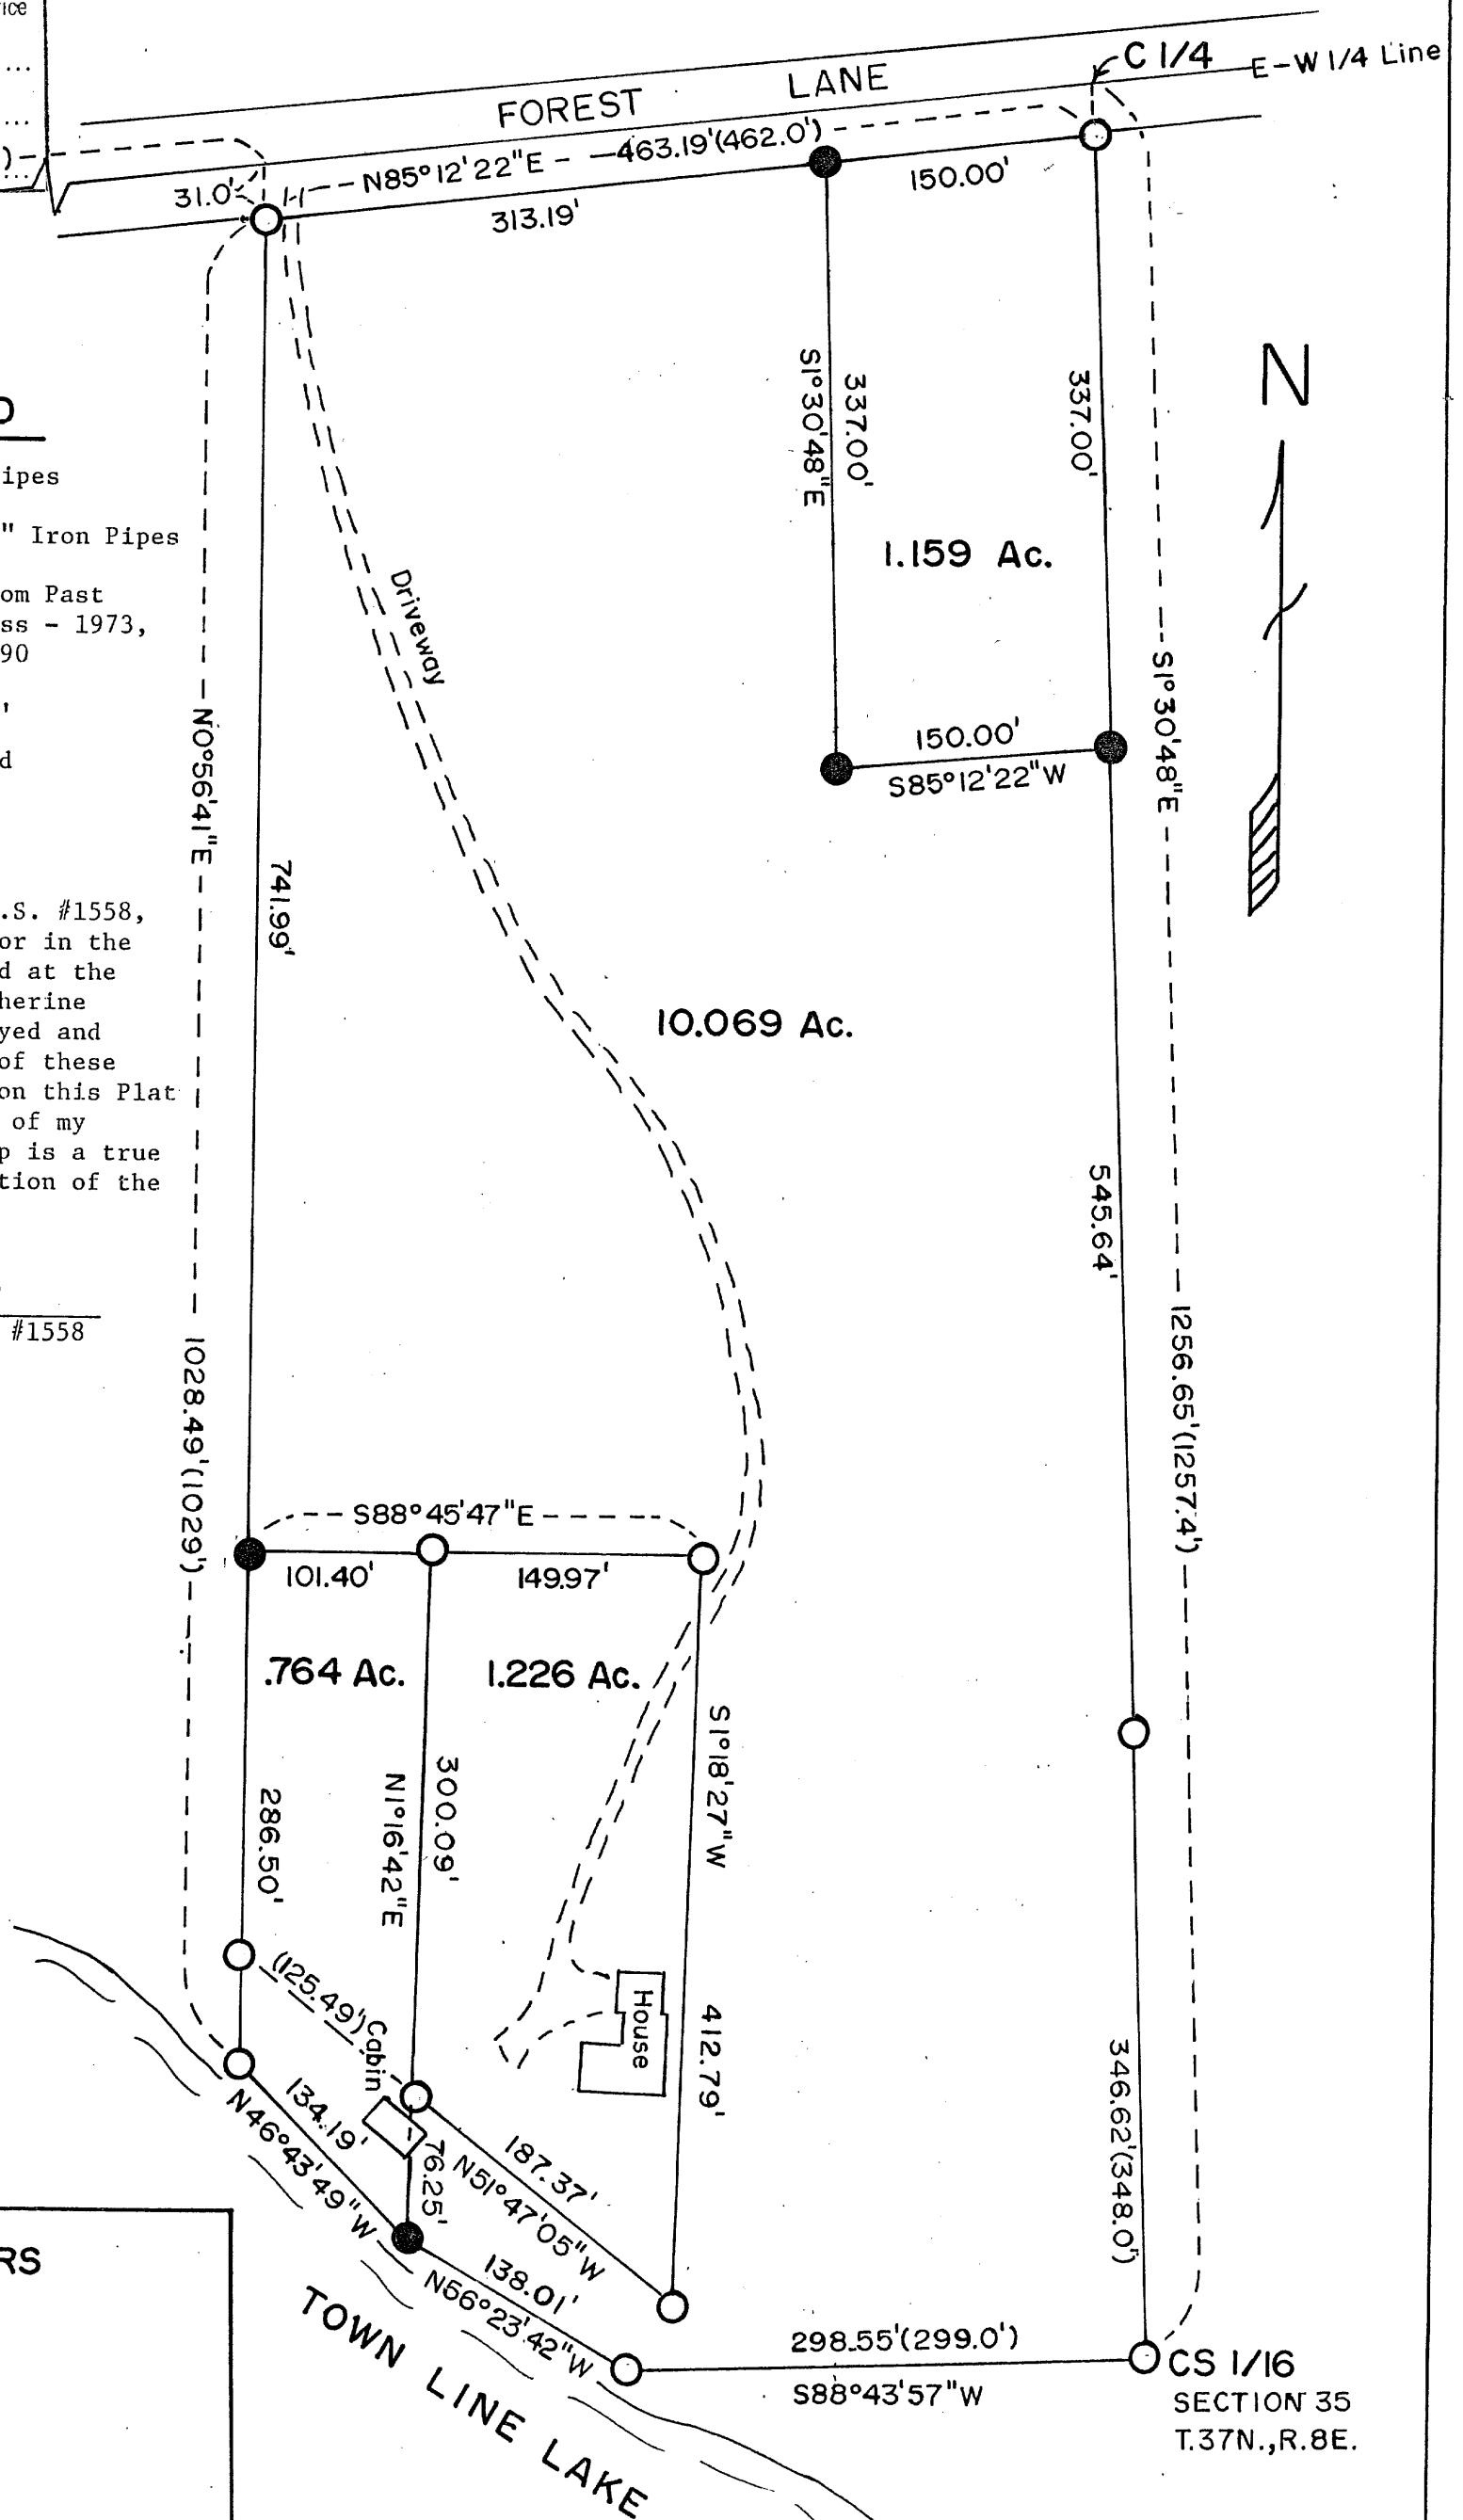 ice
...
...
)...
C 1/4
E-W 1/4 Line
FOREST LANE
N85°12'22"E - -463.19'(462.0')
31.0'
313.19'
150.00'
N
S1°30'48"E
337.00'
337.00'
ipes
" Iron Pipes
om Past
ss - 1973,
90
'
d
1.159 Ac.
Driveway
S1°30'48"E
N0°56'41"E
150.00'
S85°12'22"W
741.99'
.S. #1558,
or in the
d at the
herine
yed and
of these
on this Plat
of my
p is a true
tion of the
#1558
10.069 Ac.
545.64'
1028.49'(1029')
1256.65'(1257.4')
S88°45'47"E
101.40'
149.97'
.764 Ac.
1.226 Ac.
S1°18'27"W
286.50'
N1°16'42"E
300.09'
(125.49')
Cabin
House
412.79'
346.62'(348.0')
134.19'
N46°43'49"W
76.25'
187.37'
N51°47'05"W
138.01'
N56°23'42"W
RS
TOWN LINE LAKE
298.55'(299.0')
S88°43'57"W
CS 1/16
SECTION 35
T.37N.,R.8E.